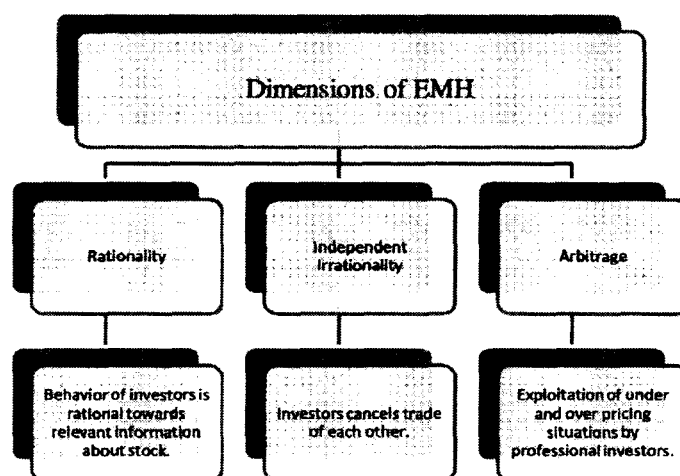 Dimensions of EMH
Rationality
Independent
Irrationality
Arbitrage
Behavior of investors is
rational towards
relevant information
about stock.
Investors cancels trade
of each other.
Exploitation of under
and over pricing
situations by
professional investors.